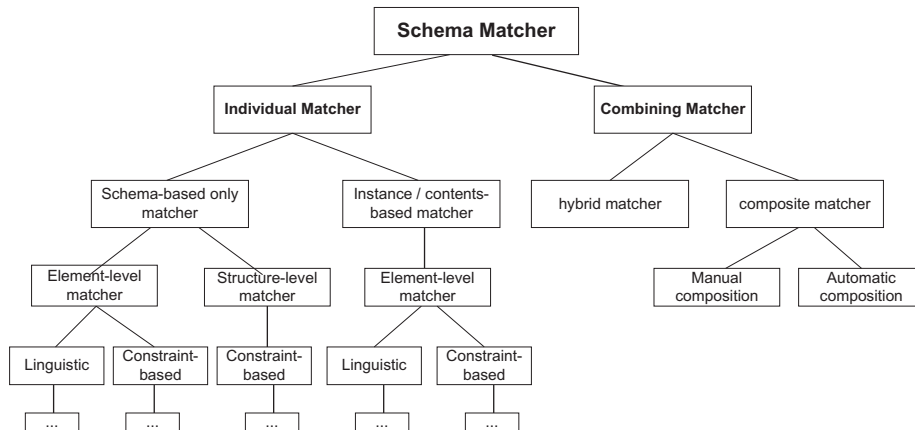 Schema Matcher
Individual Matcher
Combining Matcher
Schema-based only
matcher
Instance / contents-
based matcher
hybrid matcher
composite matcher
Element-level
matcher
Structure-level
matcher
Element-level
matcher
Manual
composition
Automatic
composition
Linguistic
Constraint-
based
Constraint-
based
Linguistic
Constraint-
based
...
...
...
...
...